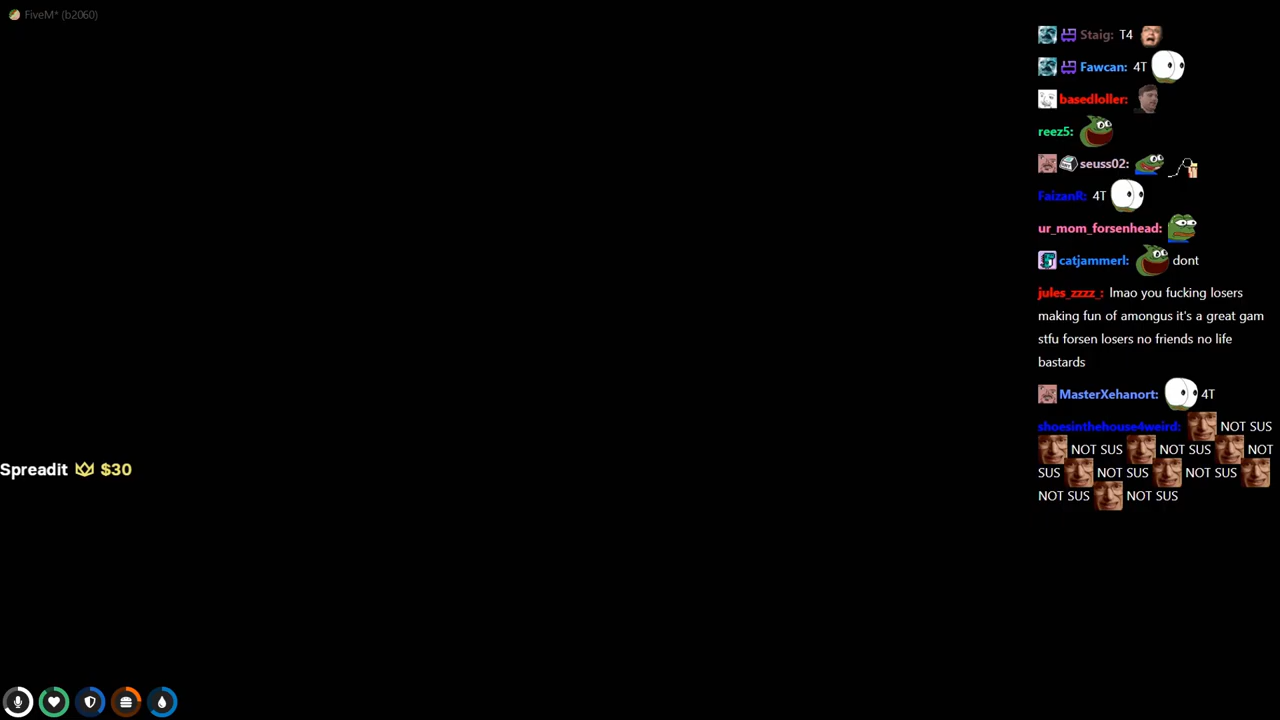 FiveM* (b2060)
Staig: T4
Fawcan: 4T
basedloller:
reez5:
seuss02:
FaizanR: 4T
ur_mom_forsenhead:
catjammerl: dont
jules_zzzz_: lmao you fucking losers
making fun of amongus it's a great gam
stfu forsen losers no friends no life
bastards
MasterXehanort: 4T
shoesinthehouse4weird: NOT SUS
NOT SUS NOT SUS NOT
SUS NOT SUS NOT SUS
NOT SUS NOT SUS
Spreadit $30